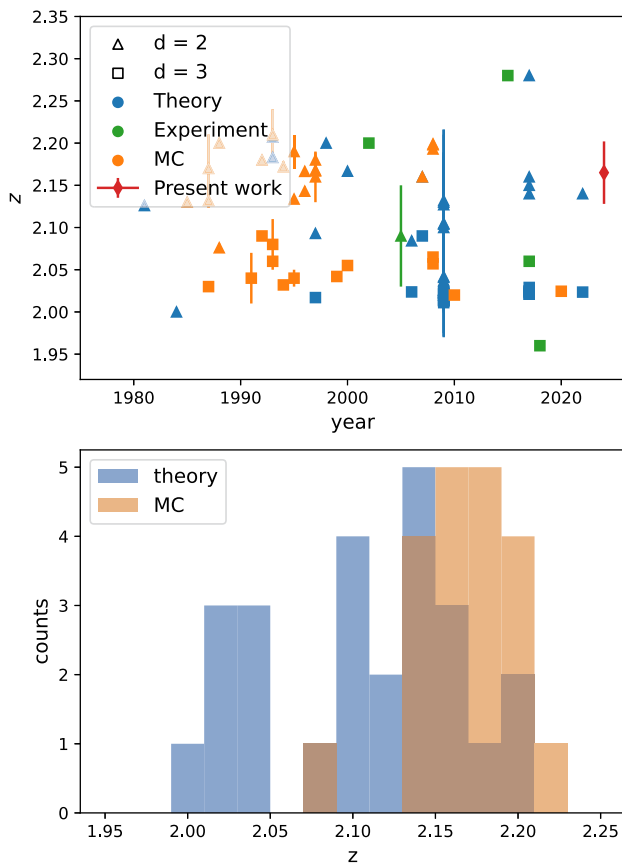 2.35
2.30
2.25
2.20
2.15
2.10
2.05
2.00
1.95
z
d = 2
d = 3
Theory
Experiment
MC
Present work
1980 1990 2000 2010 2020
year
5
4
3
2
1
0
counts
theory
MC
1.95 2.00 2.05 2.10 2.15 2.20 2.25
z